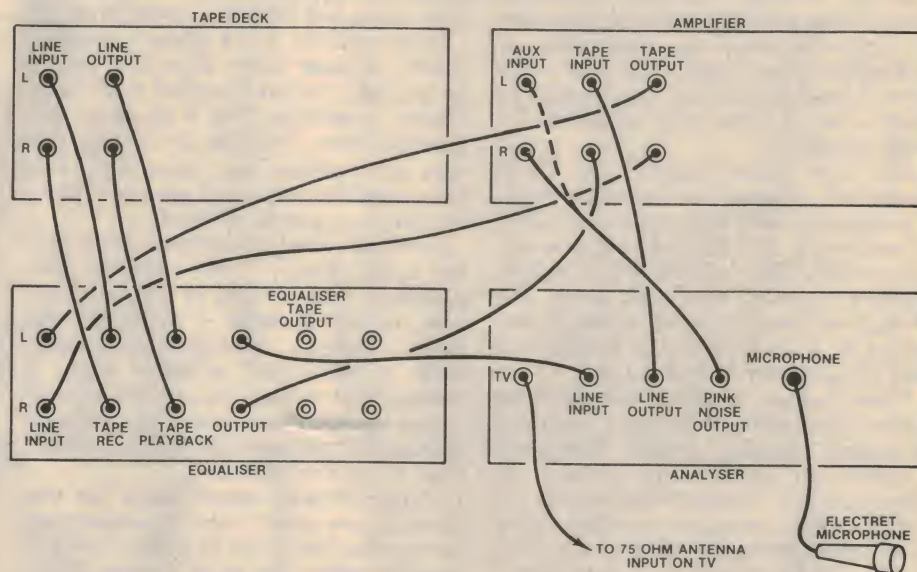 TAPE DECK
LINE
INPUT
LINE
OUTPUT
L
R
AMPLIFIER
AUX
INPUT
TAPE
INPUT
TAPE
OUTPUT
L
R
EQUALISER
TAPE
OUTPUT
L
R
LINE
INPUT
TAPE
REC
TAPE
PLAYBACK
OUTPUT
EQUALISER
TV
LINE
INPUT
LINE
OUTPUT
PINK
NOISE
OUTPUT
MICROPHONE
ANALYSER
TO 75 OHM ANTENNA
INPUT ON TV
ELECTRET
MICROPHONE